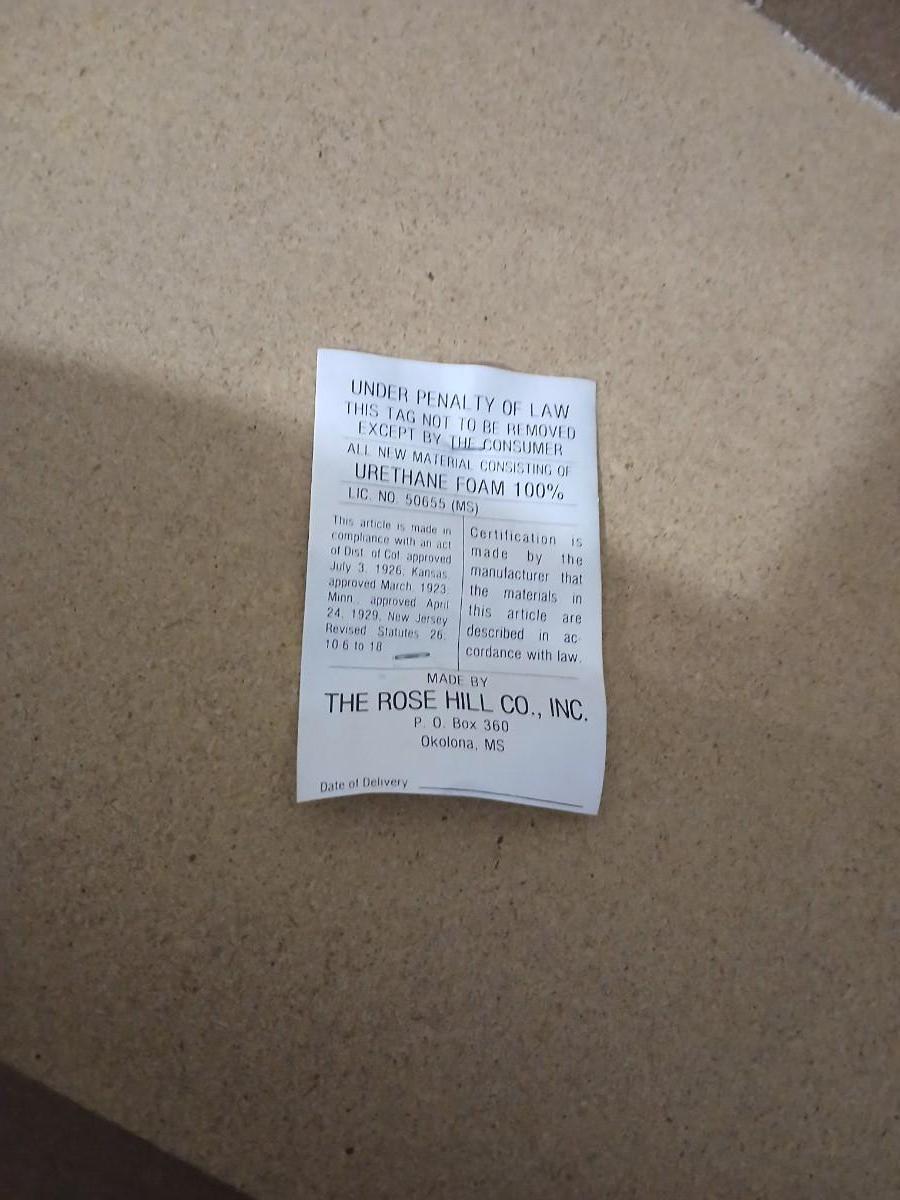 UNDER PENALTY OF LAW
THIS TAG NOT TO BE REMOVED
EXCEPT BY THE CONSUMER
ALL NEW MATERIAL CONSISTING OF
URETHANE FOAM 100%
LIC. NO. 50655 (MS)
This article is made in
compliance with an act
of Dist. of Col. approved
July 3, 1926, Kansas,
approved March, 1923;
Minn., approved April
24, 1929, New Jersey
Revised Statutes 26:
10 6 to 18
Certification is
made by the
manufacturer that
the materials in
this article are
described in ac-
cordance with law.
MADE BY
THE ROSE HILL CO., INC.
P. O. Box 360
Okolona, MS
Date of Delivery